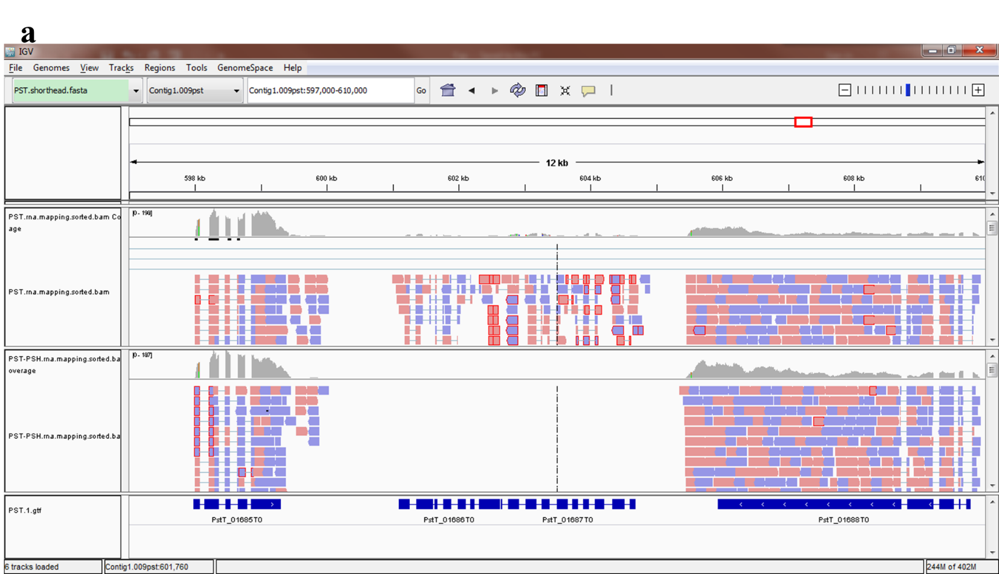 a
IGV
File Genomes View Tracks Regions Tools GenomeSpace Help
PST.shorthead.fasta Contig1.009pst Contig1.009pst:597,000-610,000 Go
12 kb
598 kb 600 kb 602 kb 604 kb 606 kb 608 kb 610
PST.rna.mapping.sorted.bam Co
age
[0 - 198]
PST.rna.mapping.sorted.bam
PST-PSH.rna.mapping.sorted.ba
overage
[0 - 187]
PST-PSH.rna.mapping.sorted.ba
PST.1.gtf
PstT_01685T0 PstT_01686T0 PstT_01687T0 PstT_01688T0
6 tracks loaded Contig1.009pst:601,760 244M of 402M